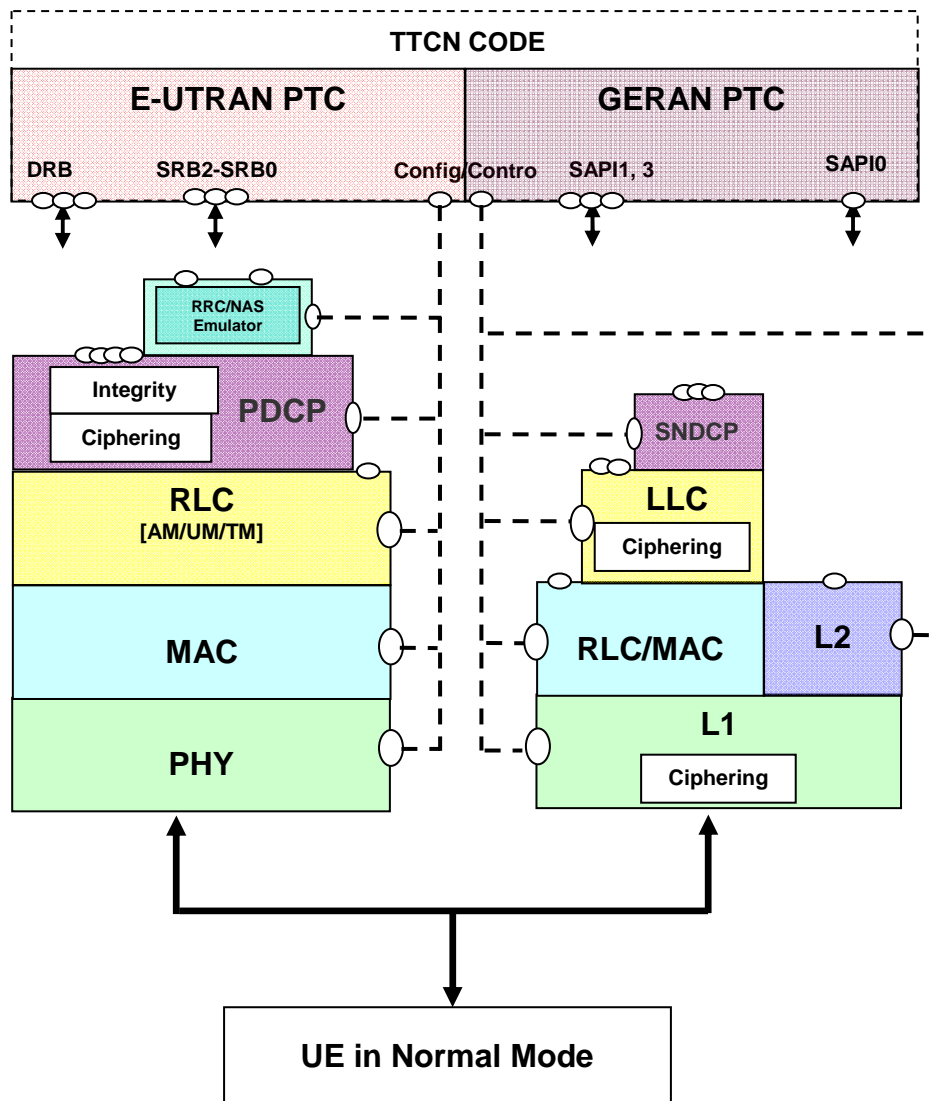 TTCN CODE
E-UTRAN PTC
GERAN PTC
DRB
SRB2-SRB0
Config/Contro
SAPI1, 3
SAPI0
RRC/NAS
Emulator
Integrity
Ciphering
PDCP
SNDCP
RLC
[AM/UM/TM]
LLC
Ciphering
MAC
RLC/MAC
L2
PHY
L1
Ciphering
UE in Normal Mode